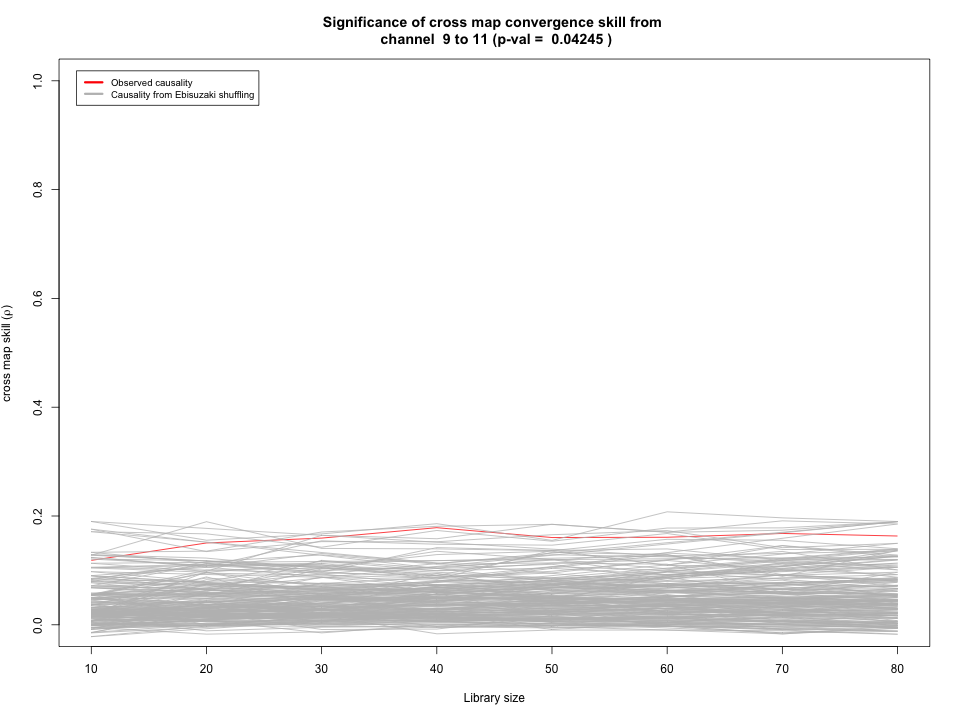 Significance of cross map convergence skill from
channel  9 to 11 (p-val =  0.04245 )
Observed causality
Causality from Ebisuzaki shuffling
cross map skill (ρ)
1.0
0.8
0.6
0.4
0.2
0.0
10 20 30 40 50 60 70 80
Library size